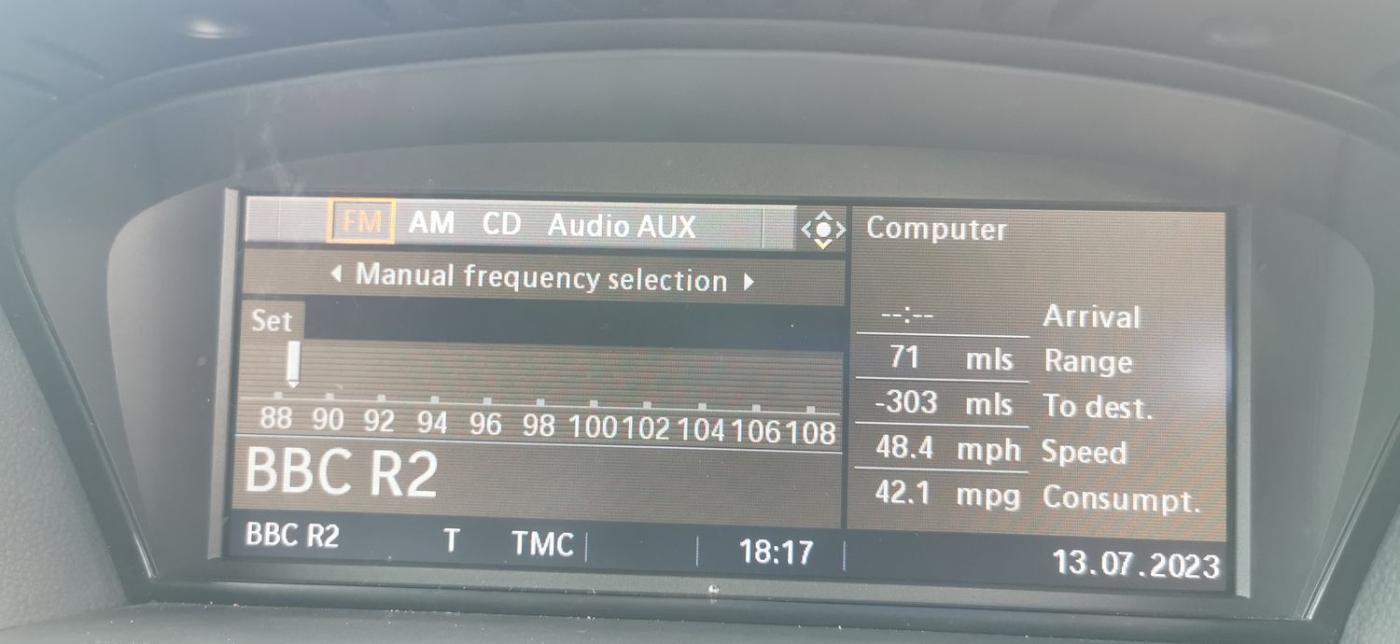 FM AM CD Audio AUX
Manual frequency selection
Set
88 90 92 94 96 98 100 102 104 106 108
BBC R2
Computer
--:-- Arrival
71 mls Range
-303 mls To dest.
48.4 mph Speed
42.1 mpg Consumpt.
BBC R2 T TMC 18:17 13.07.2023